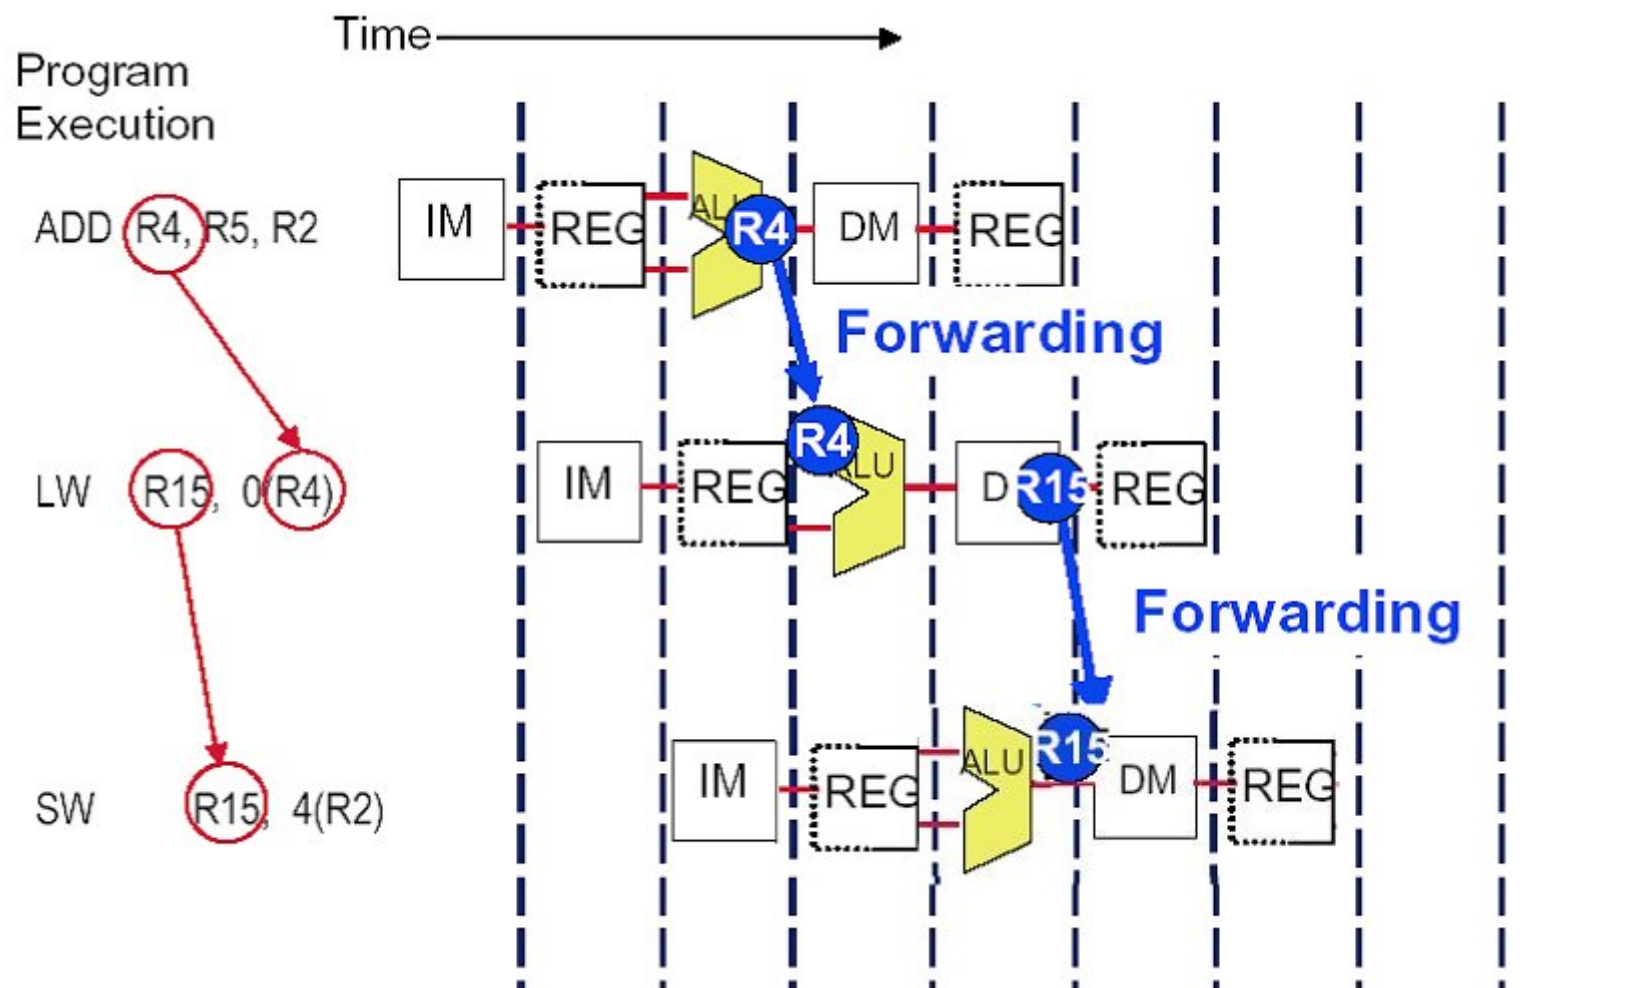 Time
Program
Execution
ADD R4, R5, R2
IM
REG
ALU
R4
DM
REG
Forwarding
LW R15, 0(R4)
IM
REG
R4
ALU
D
R15
REG
Forwarding
SW R15, 4(R2)
IM
REG
ALU
R15
DM
REG